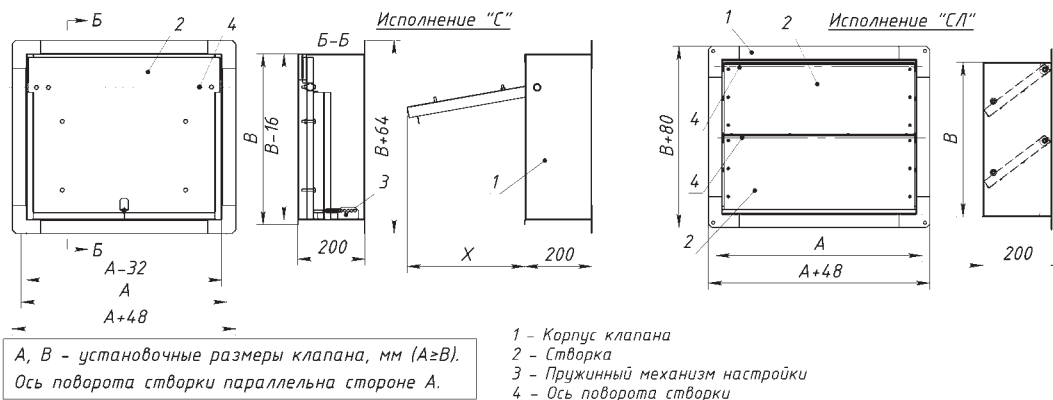 Исполнение "С"
Исполнение "СЛ"
Б
2
4
Б-Б
В
В-16
В+64
3
1
200
Х
200
Б
А-32
А
А+48
1
2
4
4
2
В+80
В
А
А+48
200
А, В - установочные размеры клапана, мм (А≥В).
Ось поворота створки параллельна стороне А.
1 - Корпус клапана
2 - Створка
3 - Пружинный механизм настройки
4 - Ось поворота створки